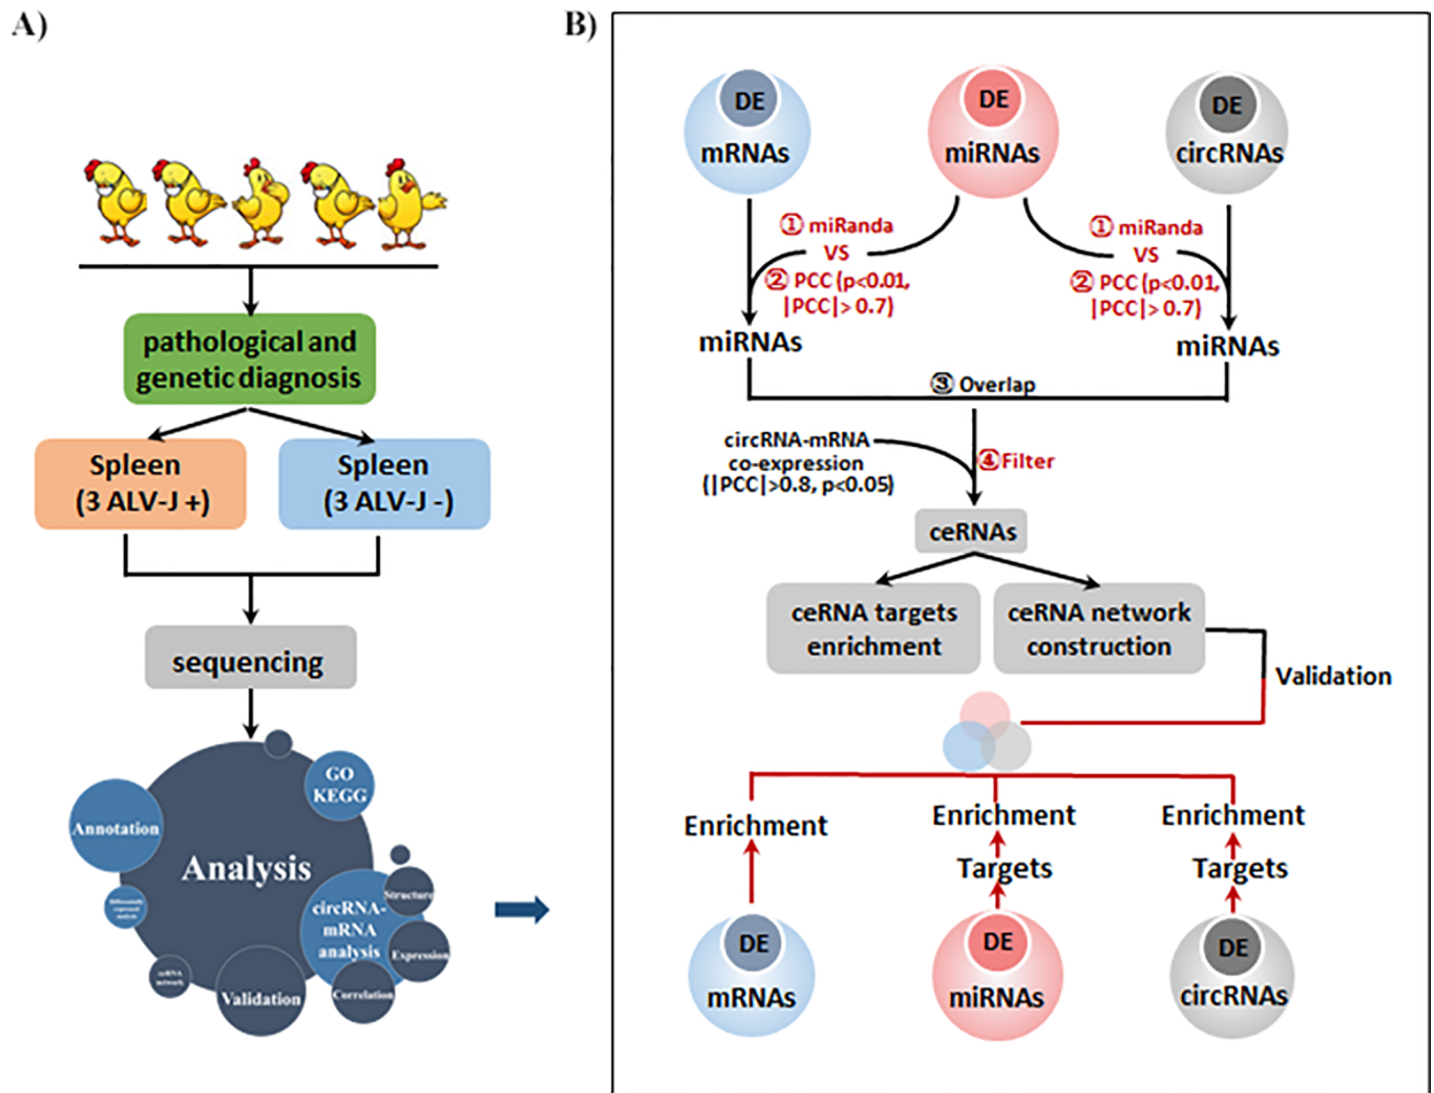 A)
pathological and
genetic diagnosis
Spleen
(3 ALV-J +)
Spleen
(3 ALV-J -)
sequencing
GO
KEGG
Annotation
Analysis
Structure
circRNA-
mRNA
analysis
Expression
Correlation
Validation
network
B)
DE
mRNAs
DE
miRNAs
DE
circRNAs
① miRanda
VS
② PCC (p<0.01,
|PCC|> 0.7)
① miRanda
VS
② PCC (p<0.01,
|PCC|> 0.7)
miRNAs
miRNAs
③ Overlap
circRNA-mRNA
co-expression
(|PCC|>0.8, p<0.05)
④Filter
ceRNAs
ceRNA targets
enrichment
ceRNA network
construction
Validation
Enrichment
Enrichment
Enrichment
Targets
Targets
DE
mRNAs
DE
miRNAs
DE
circRNAs